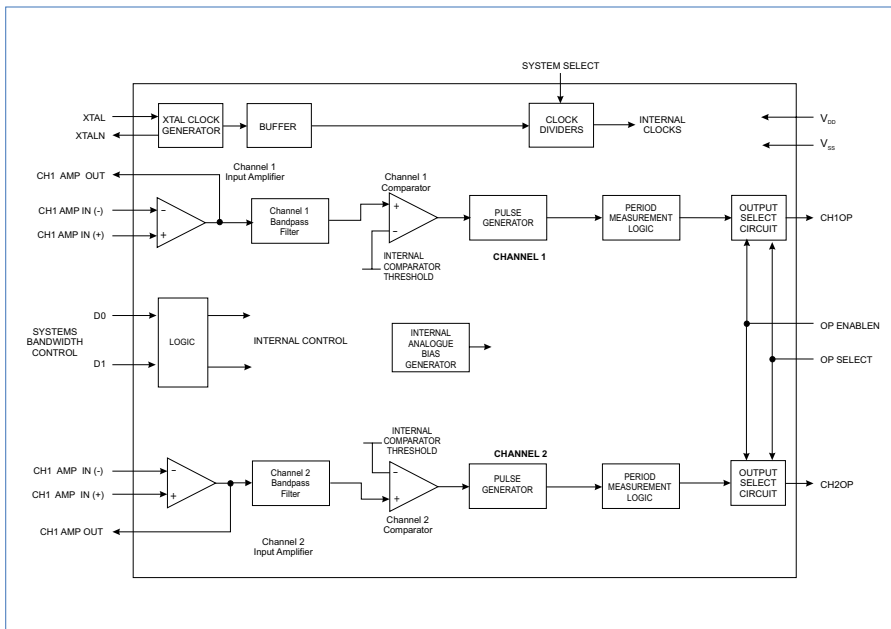 SYSTEM SELECT
XTAL
XTALN
XTAL CLOCK
GENERATOR
BUFFER
CLOCK
DIVIDERS
INTERNAL
CLOCKS
VDD
VSS
CH1 AMP OUT
Channel 1
Input Amplifier
Channel 1
Comparator
CH1 AMP IN (-)
CH1 AMP IN (+)
−
+
Channel 1
Bandpass
Filter
+
−
INTERNAL
COMPARATOR
THRESHOLD
PULSE
GENERATOR
CHANNEL 1
PERIOD
MEASUREMENT
LOGIC
OUTPUT
SELECT
CIRCUIT
CH1OP
SYSTEMS
BANDWIDTH
CONTROL
D0
D1
LOGIC
INTERNAL CONTROL
INTERNAL
ANALOGUE
BIAS
GENERATOR
OP ENABLEN
OP SELECT
INTERNAL
COMPARATOR
THRESHOLD
CHANNEL 2
CH1 AMP IN (-)
CH1 AMP IN (+)
−
+
Channel 2
Bandpass
Filter
−
+
PULSE
GENERATOR
PERIOD
MEASUREMENT
LOGIC
OUTPUT
SELECT
CIRCUIT
CH2OP
CH1 AMP OUT
Channel 2
Input Amplifier
Channel 2
Comparator